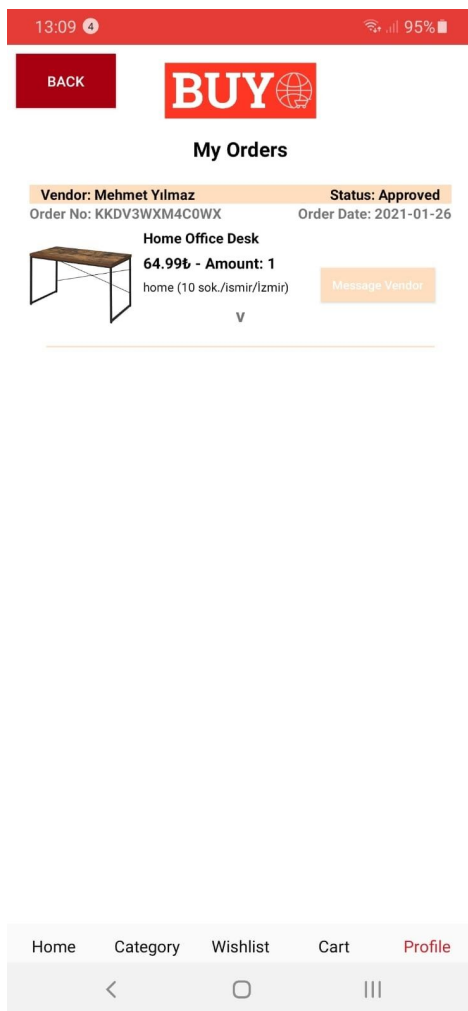 13:09 4 95%
BACK
BUY
My Orders
Vendor: Mehmet Yılmaz Status: Approved
Order No: KKDV3WXM4C0WX Order Date: 2021-01-26
Home Office Desk
64.99₺ - Amount: 1
home (10 sok./ismir/İzmir) Message Vendor
v
Home Category Wishlist Cart Profile